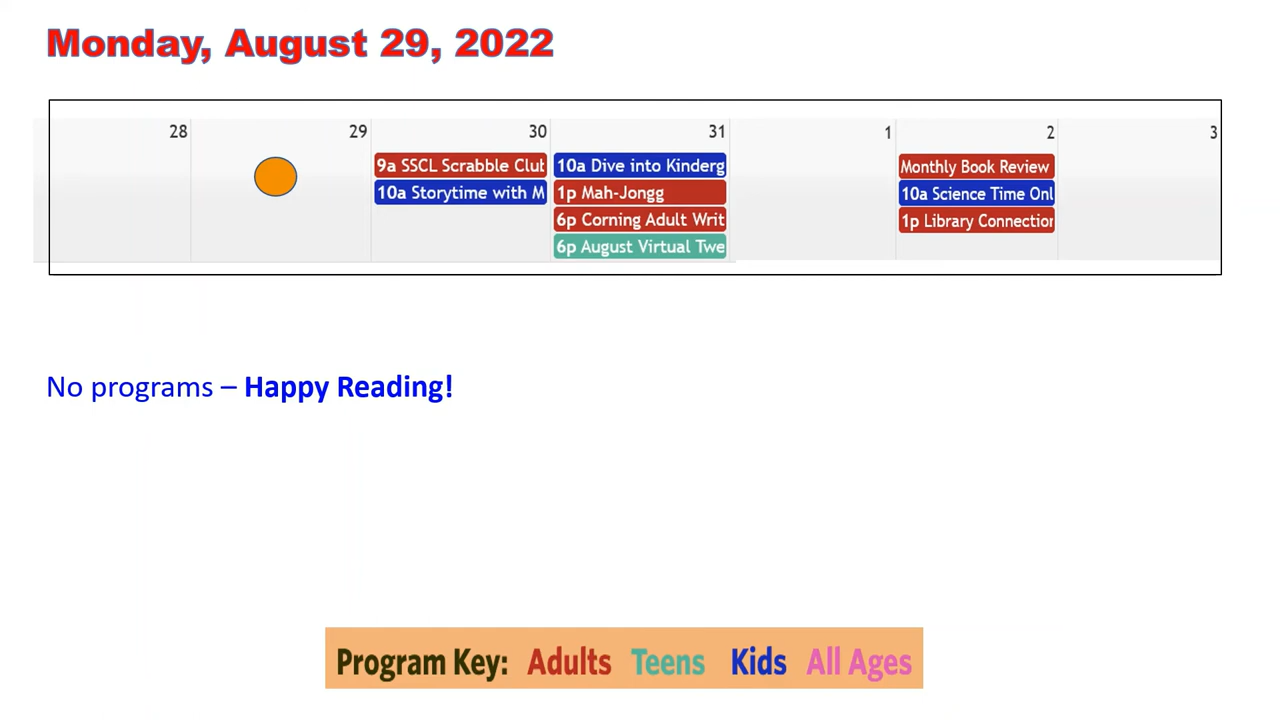 Monday, August 29, 2022
28 29 30 31 1 2 3
9a SSCL Scrabble Clut
10a Storytime with M
10a Dive into Kinderg
1p Mah-Jongg
6p Corning Adult Writ
6p August Virtual Twe
Monthly Book Review
10a Science Time Onl
1p Library Connection
No programs – Happy Reading!
Program Key: Adults Teens Kids All Ages